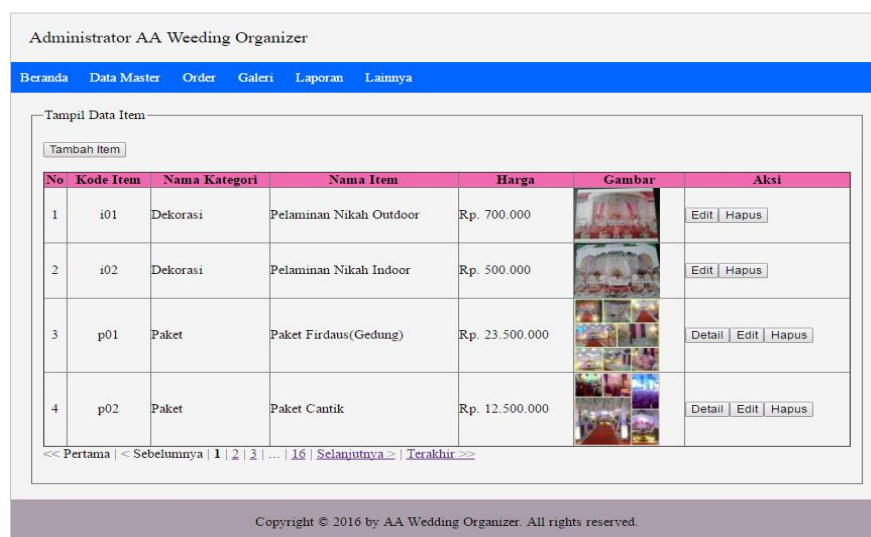 Administrator AA Weeding Organizer
Beranda Data Master Order Galeri Laporan Lainnya
Tampil Data Item
Tambah Item
No Kode Item Nama Kategori Nama Item Harga Gambar Aksi
1 i01 Dekorasi Pelaminan Nikah Outdoor Rp. 700.000 Edit Hapus
2 i02 Dekorasi Pelaminan Nikah Indoor Rp. 500.000 Edit Hapus
3 p01 Paket Paket Firdaus(Gedung) Rp. 23.500.000 Detail Edit Hapus
4 p02 Paket Paket Cantik Rp. 12.500.000 Detail Edit Hapus
<< Pertama | < Sebelumnya | 1 | 2 | 3 | ... | 16 | Selanjutnya > | Terakhir >>
Copyright © 2016 by AA Wedding Organizer. All rights reserved.